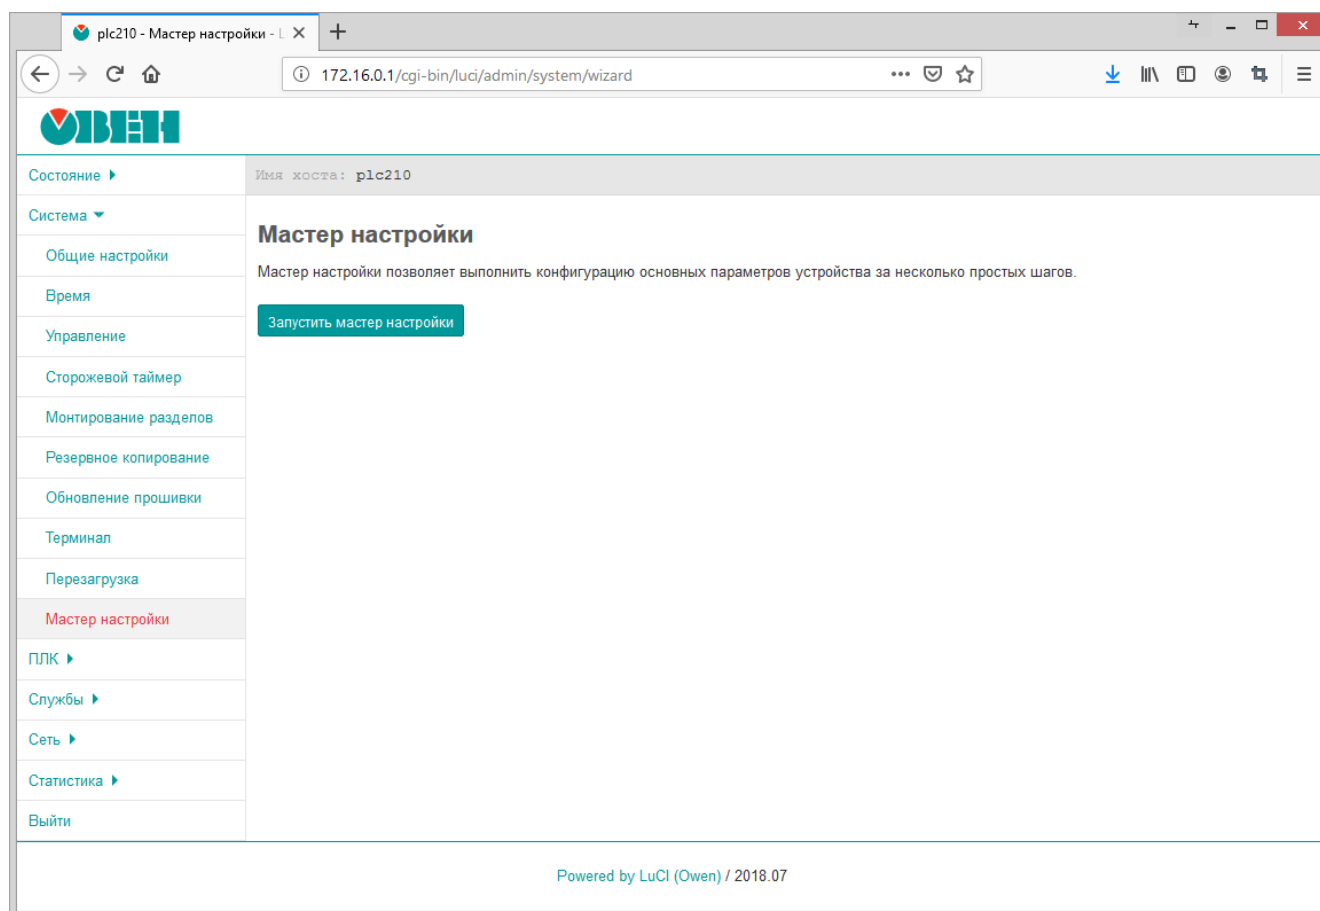 plc210 - Мастер настройки - L
172.16.0.1/cgi-bin/luci/admin/system/wizard
ОВЕН
Имя хоста: plc210
Состояние
Система
Общие настройки
Время
Управление
Сторожевой таймер
Монтирование разделов
Резервное копирование
Обновление прошивки
Терминал
Перезагрузка
Мастер настройки
ПЛК
Службы
Сеть
Статистика
Выйти
Мастер настройки
Мастер настройки позволяет выполнить конфигурацию основных параметров устройства за несколько простых шагов.
Запустить мастер настройки
Powered by LuCI (Owen) / 2018.07